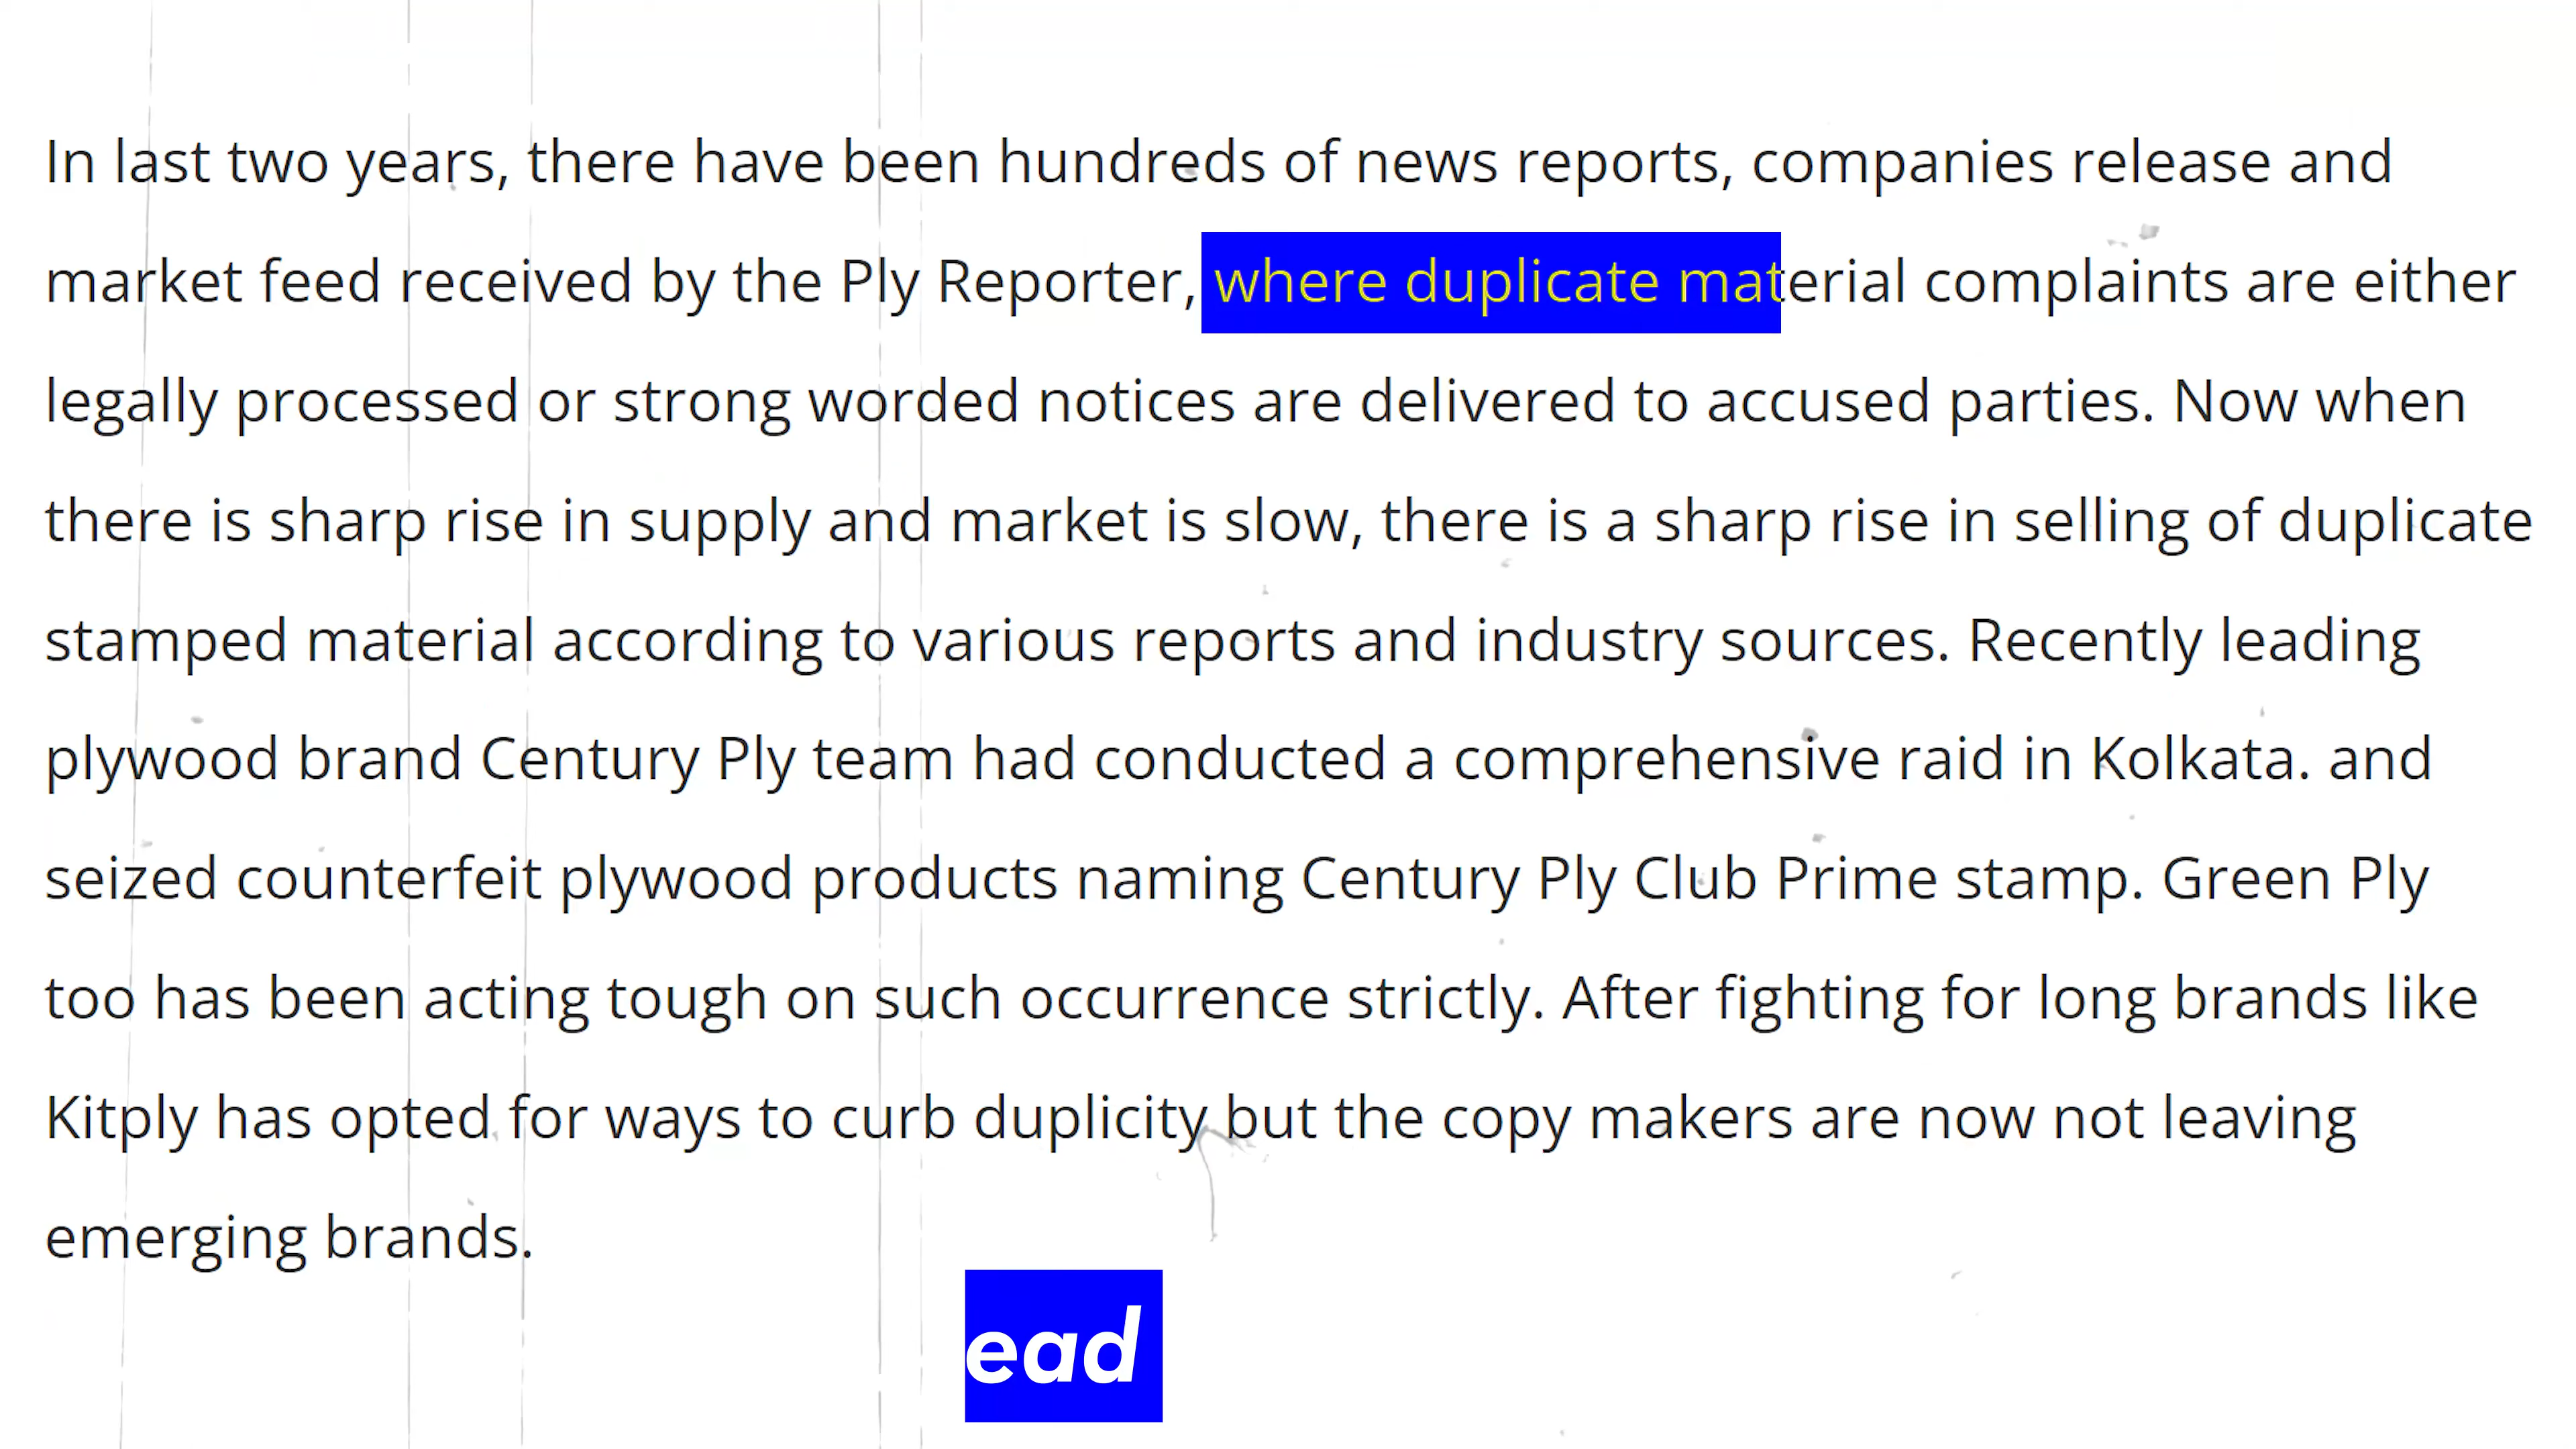 In last two years, there have been hundreds of news reports, companies release and
market feed received by the Ply Reporter, where duplicate material complaints are either
legally processed or strong worded notices are delivered to accused parties. Now when
there is sharp rise in supply and market is slow, there is a sharp rise in selling of duplicate
stamped material according to various reports and industry sources. Recently leading
plywood brand Century Ply team had conducted a comprehensive raid in Kolkata. and
seized counterfeit plywood products naming Century Ply Club Prime stamp. Green Ply
too has been acting tough on such occurrence strictly. After fighting for long brands like
Kitply has opted for ways to curb duplicity but the copy makers are now not leaving
emerging brands.
ead